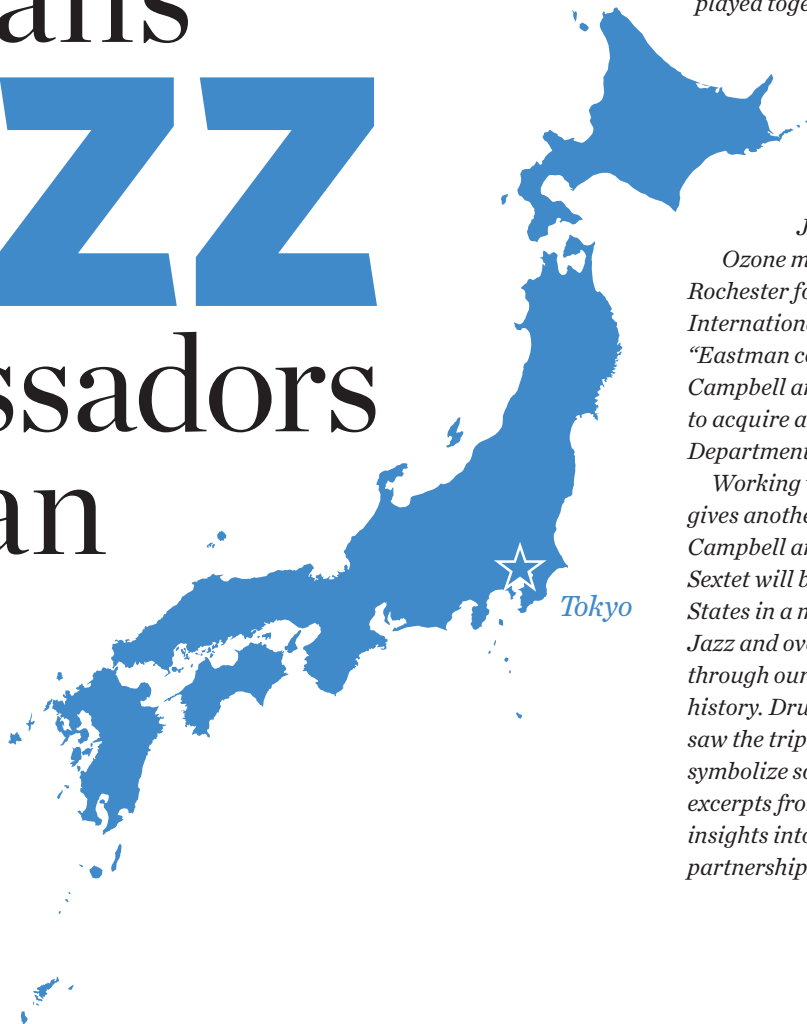 ans
ZZ
ssadors
an
Tokyo
played toge
J
Ozone m
Rochester fo
Internationa
“Eastman co
Campbell an
to acquire a
Department
Working
gives anothe
Campbell an
Sextet will b
States in a m
Jazz and ove
through our
history. Dru
saw the trip
symbolize so
excerpts fro
insights into
partnership